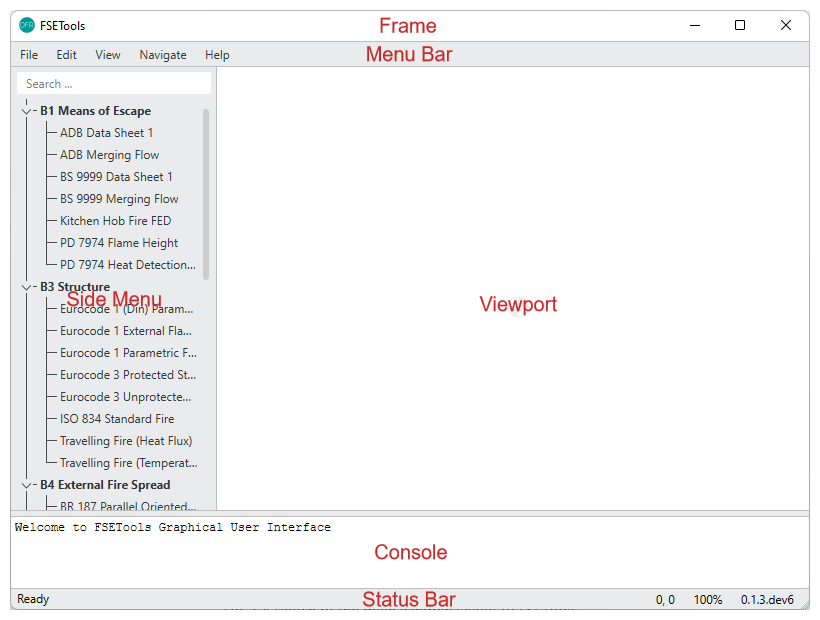 OFR FSETools Frame
File Edit View Navigate Help Menu Bar
Search ...
B1 Means of Escape
ADB Data Sheet 1
ADB Merging Flow
BS 9999 Data Sheet 1
BS 9999 Merging Flow
Kitchen Hob Fire FED
PD 7974 Flame Height
PD 7974 Heat Detection...
B3 Structure
Side Menu
Eurocode 1 (Din) Param...
Eurocode 1 External Fla...
Eurocode 1 Parametric F...
Eurocode 3 Protected St...
Eurocode 3 Unprotecte...
ISO 834 Standard Fire
Travelling Fire (Heat Flux)
Travelling Fire (Temperat...
B4 External Fire Spread
BR 187 Parallel Oriented...
Viewport
Welcome to FSETools Graphical User Interface
Console
Ready Status Bar 0, 0 100% 0.1.3.dev6